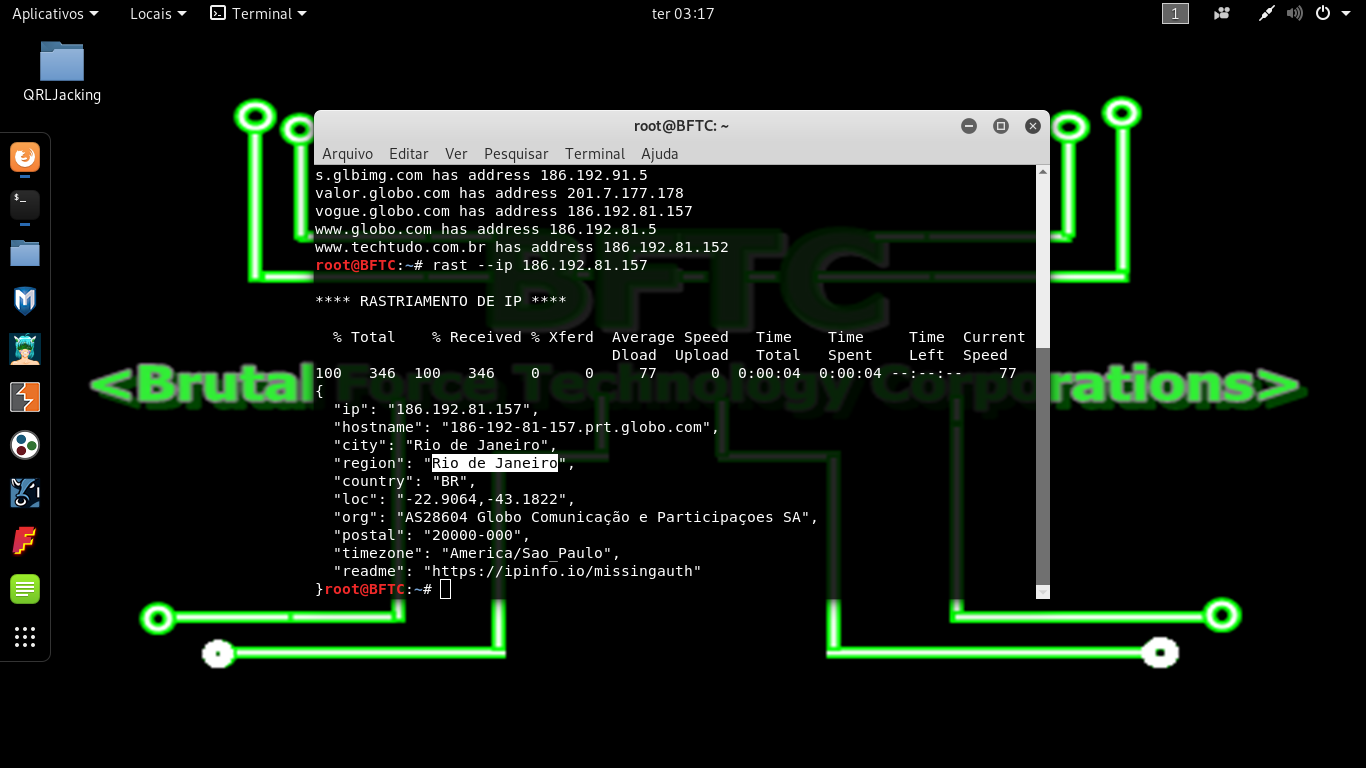 Aplicativos Locais Terminal ter 03:17 1
QRLJacking
root@BFTC: ~
Arquivo Editar Ver Pesquisar Terminal Ajuda
s.glbimg.com has address 186.192.91.5
valor.globo.com has address 201.7.177.178
vogue.globo.com has address 186.192.81.157
www.globo.com has address 186.192.81.5
www.techtudo.com.br has address 186.192.81.152
root@BFTC:~# rast --ip 186.192.81.157
**** RASTRIAMENTO DE IP ****
% Total % Received % Xferd Average Speed Time Time Time Current
Dload Upload Total Spent Left Speed
100 346 100 346 0 0 77 0 0:00:04 0:00:04 --:--:-- 77
{
"ip": "186.192.81.157",
"hostname": "186-192-81-157.prt.globo.com",
"city": "Rio de Janeiro",
"region": "Rio de Janeiro",
"country": "BR",
"loc": "-22.9064,-43.1822",
"org": "AS28604 Globo Comunicação e Participaçoes SA",
"postal": "20000-000",
"timezone": "America/Sao_Paulo",
"readme": "https://ipinfo.io/missingauth"
}root@BFTC:~#
BFTC
<Brutal Force Technology Corporations>